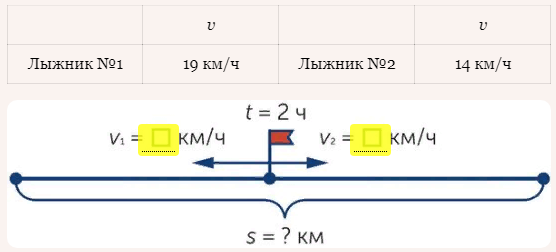 v v
Лыжник №1 19 км/ч Лыжник №2 14 км/ч
t = 2 ч
v₁ = □ км/ч v₂ = □ км/ч
s = ? км